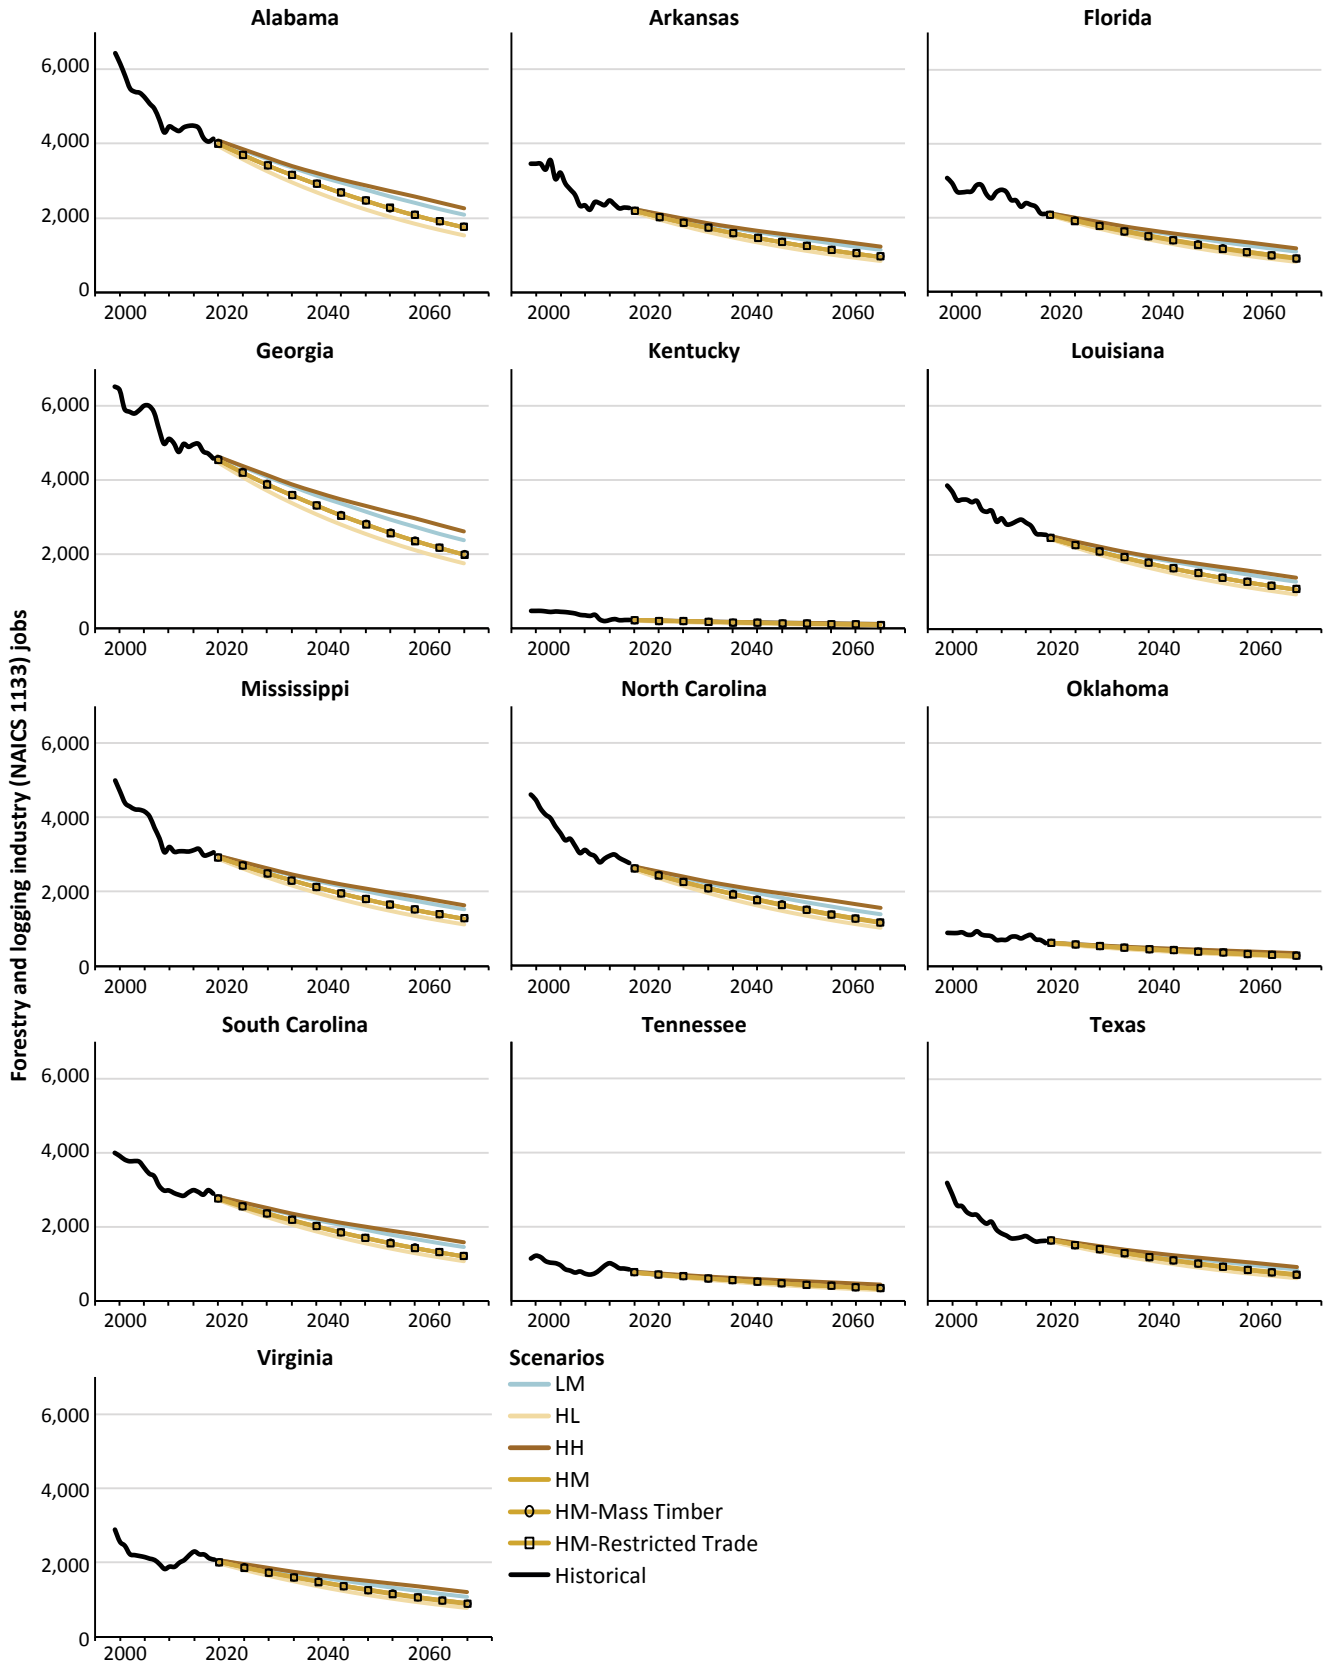 Forestry and logging industry (NAICS 1133) jobs
Alabama
Arkansas
Florida
6,000
4,000
2,000
0
2000 2020 2040 2060
2000 2020 2040 2060
2000 2020 2040 2060
Georgia
Kentucky
Louisiana
6,000
4,000
2,000
0
2000 2020 2040 2060
2000 2020 2040 2060
2000 2020 2040 2060
Mississippi
North Carolina
Oklahoma
6,000
4,000
2,000
0
2000 2020 2040 2060
2000 2020 2040 2060
2000 2020 2040 2060
South Carolina
Tennessee
Texas
6,000
4,000
2,000
0
2000 2020 2040 2060
2000 2020 2040 2060
2000 2020 2040 2060
Virginia
6,000
4,000
2,000
0
2000 2020 2040 2060
Scenarios
LM
HL
HH
HM
HM-Mass Timber
HM-Restricted Trade
Historical